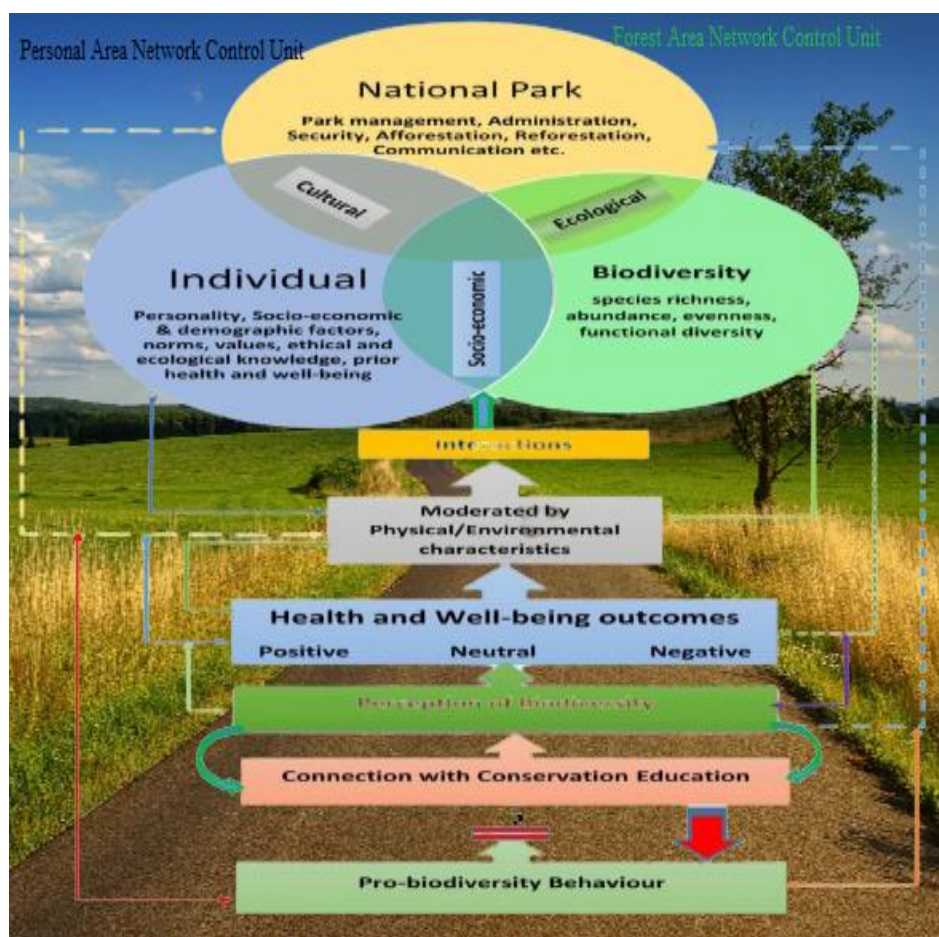 Personal Area Network Control Unit
Forest Area Network Control Unit
National Park
Park management, Administration,
Security, Afforestation, Reforestation,
Communication etc.
Cultural
Ecological
Individual
Personality, Socio-economic
& demographic factors,
norms, values, ethical and
ecological knowledge, prior
health and well-being
Socio-economic
Biodiversity
species richness,
abundance, evenness,
functional diversity
Interactions
Moderated by
Physical/Environmental
characteristics
Health and Well-being outcomes
Positive Neutral Negative
Perception of Biodiversity
Connection with Conservation Education
?
Pro-biodiversity Behaviour